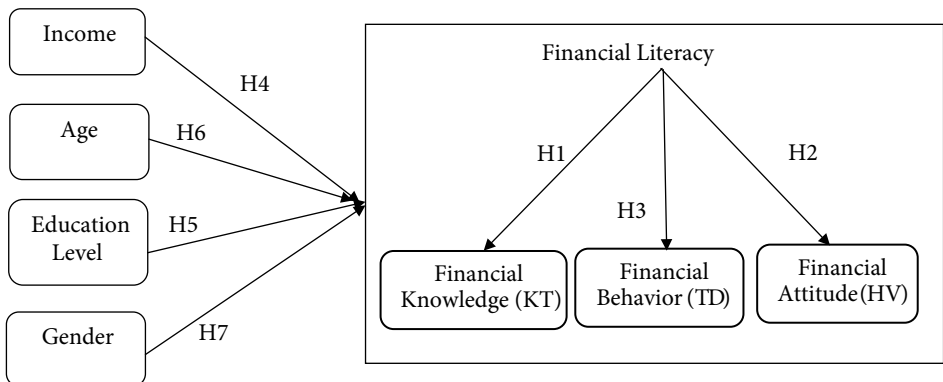 Income
H4
Age
H6
Education
Level
H5
Gender
H7
Financial Literacy
H1
H3
H2
Financial
Knowledge (KT)
Financial
Behavior (TD)
Financial
Attitude(HV)